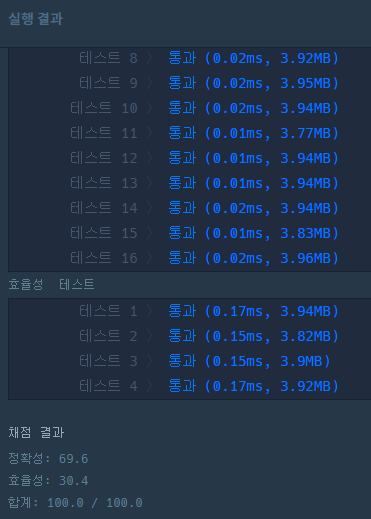 실행 결과
테스트 8 〉 통과 (0.02ms, 3.92MB)
테스트 9 〉 통과 (0.02ms, 3.95MB)
테스트 10 〉 통과 (0.02ms, 3.94MB)
테스트 11 〉 통과 (0.01ms, 3.77MB)
테스트 12 〉 통과 (0.01ms, 3.94MB)
테스트 13 〉 통과 (0.01ms, 3.94MB)
테스트 14 〉 통과 (0.02ms, 3.94MB)
테스트 15 〉 통과 (0.01ms, 3.83MB)
테스트 16 〉 통과 (0.02ms, 3.96MB)
효율성 테스트
테스트 1 〉 통과 (0.17ms, 3.94MB)
테스트 2 〉 통과 (0.15ms, 3.82MB)
테스트 3 〉 통과 (0.15ms, 3.9MB)
테스트 4 〉 통과 (0.17ms, 3.92MB)
채점 결과
정확성: 69.6
효율성: 30.4
합계: 100.0 / 100.0